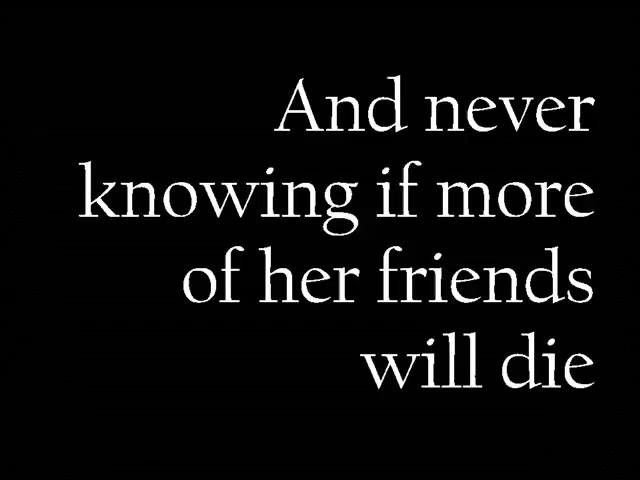 And never
knowing if more
of her friends
will die